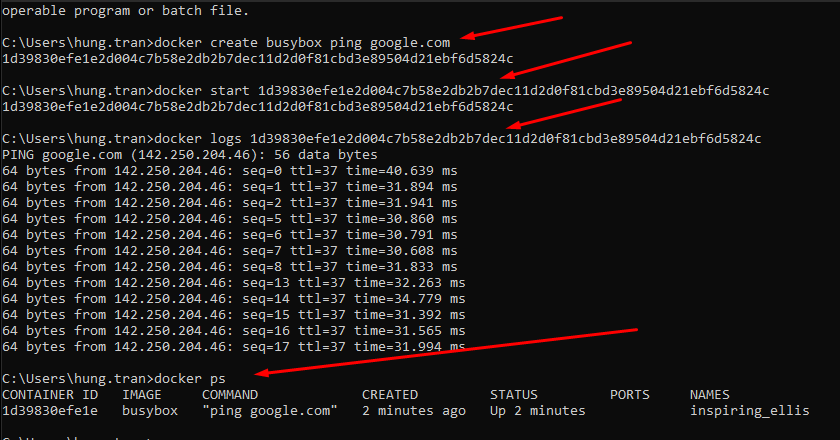 operable program or batch file.
C:\Users\hung.tran>docker create busybox ping google.com
1d39830efe1e2d004c7b58e2db2b7dec11d2d0f81cbd3e89504d21ebf6d5824c
C:\Users\hung.tran>docker start 1d39830efe1e2d004c7b58e2db2b7dec11d2d0f81cbd3e89504d21ebf6d5824c
1d39830efe1e2d004c7b58e2db2b7dec11d2d0f81cbd3e89504d21ebf6d5824c
C:\Users\hung.tran>docker logs 1d39830efe1e2d004c7b58e2db2b7dec11d2d0f81cbd3e89504d21ebf6d5824c
PING google.com (142.250.204.46): 56 data bytes
64 bytes from 142.250.204.46: seq=0 ttl=37 time=40.639 ms
64 bytes from 142.250.204.46: seq=1 ttl=37 time=31.894 ms
64 bytes from 142.250.204.46: seq=2 ttl=37 time=31.941 ms
64 bytes from 142.250.204.46: seq=5 ttl=37 time=30.860 ms
64 bytes from 142.250.204.46: seq=6 ttl=37 time=30.791 ms
64 bytes from 142.250.204.46: seq=7 ttl=37 time=30.608 ms
64 bytes from 142.250.204.46: seq=8 ttl=37 time=31.833 ms
64 bytes from 142.250.204.46: seq=13 ttl=37 time=32.263 ms
64 bytes from 142.250.204.46: seq=14 ttl=37 time=34.779 ms
64 bytes from 142.250.204.46: seq=15 ttl=37 time=31.392 ms
64 bytes from 142.250.204.46: seq=16 ttl=37 time=31.565 ms
64 bytes from 142.250.204.46: seq=17 ttl=37 time=31.994 ms
C:\Users\hung.tran>docker ps
CONTAINER ID IMAGE COMMAND CREATED STATUS PORTS NAMES
1d39830efe1e busybox "ping google.com" 2 minutes ago Up 2 minutes inspiring_ellis